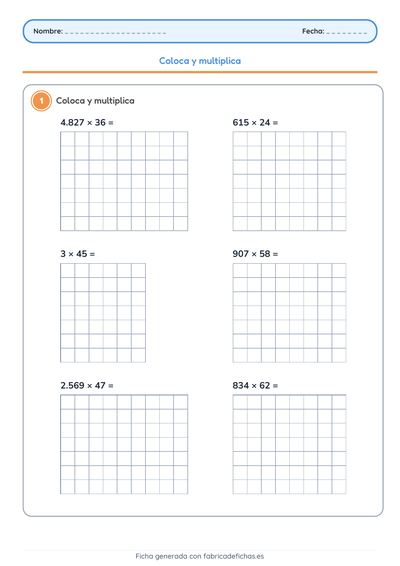 Nombre: Fecha:
Coloca y multiplica
1 Coloca y multiplica
4.827 × 36 = 615 × 24 =
3 × 45 = 907 × 58 =
2.569 × 47 = 834 × 62 =
Ficha generada con fabricadefichas.es